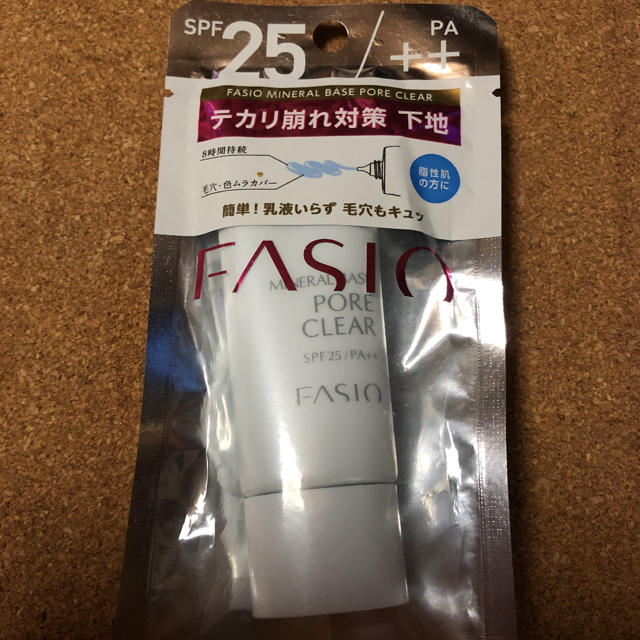 SPF 25 / PA ++
FASIO MINERAL BASE PORE CLEAR
テカリ崩れ対策 下地
8時間持続
毛穴・色ムラカバー
脂性肌
の方に
簡単！乳液いらず 毛穴もキュッ
FASIO
MINERAL BASE
PORE
CLEAR
SPF25/PA++
FASIO